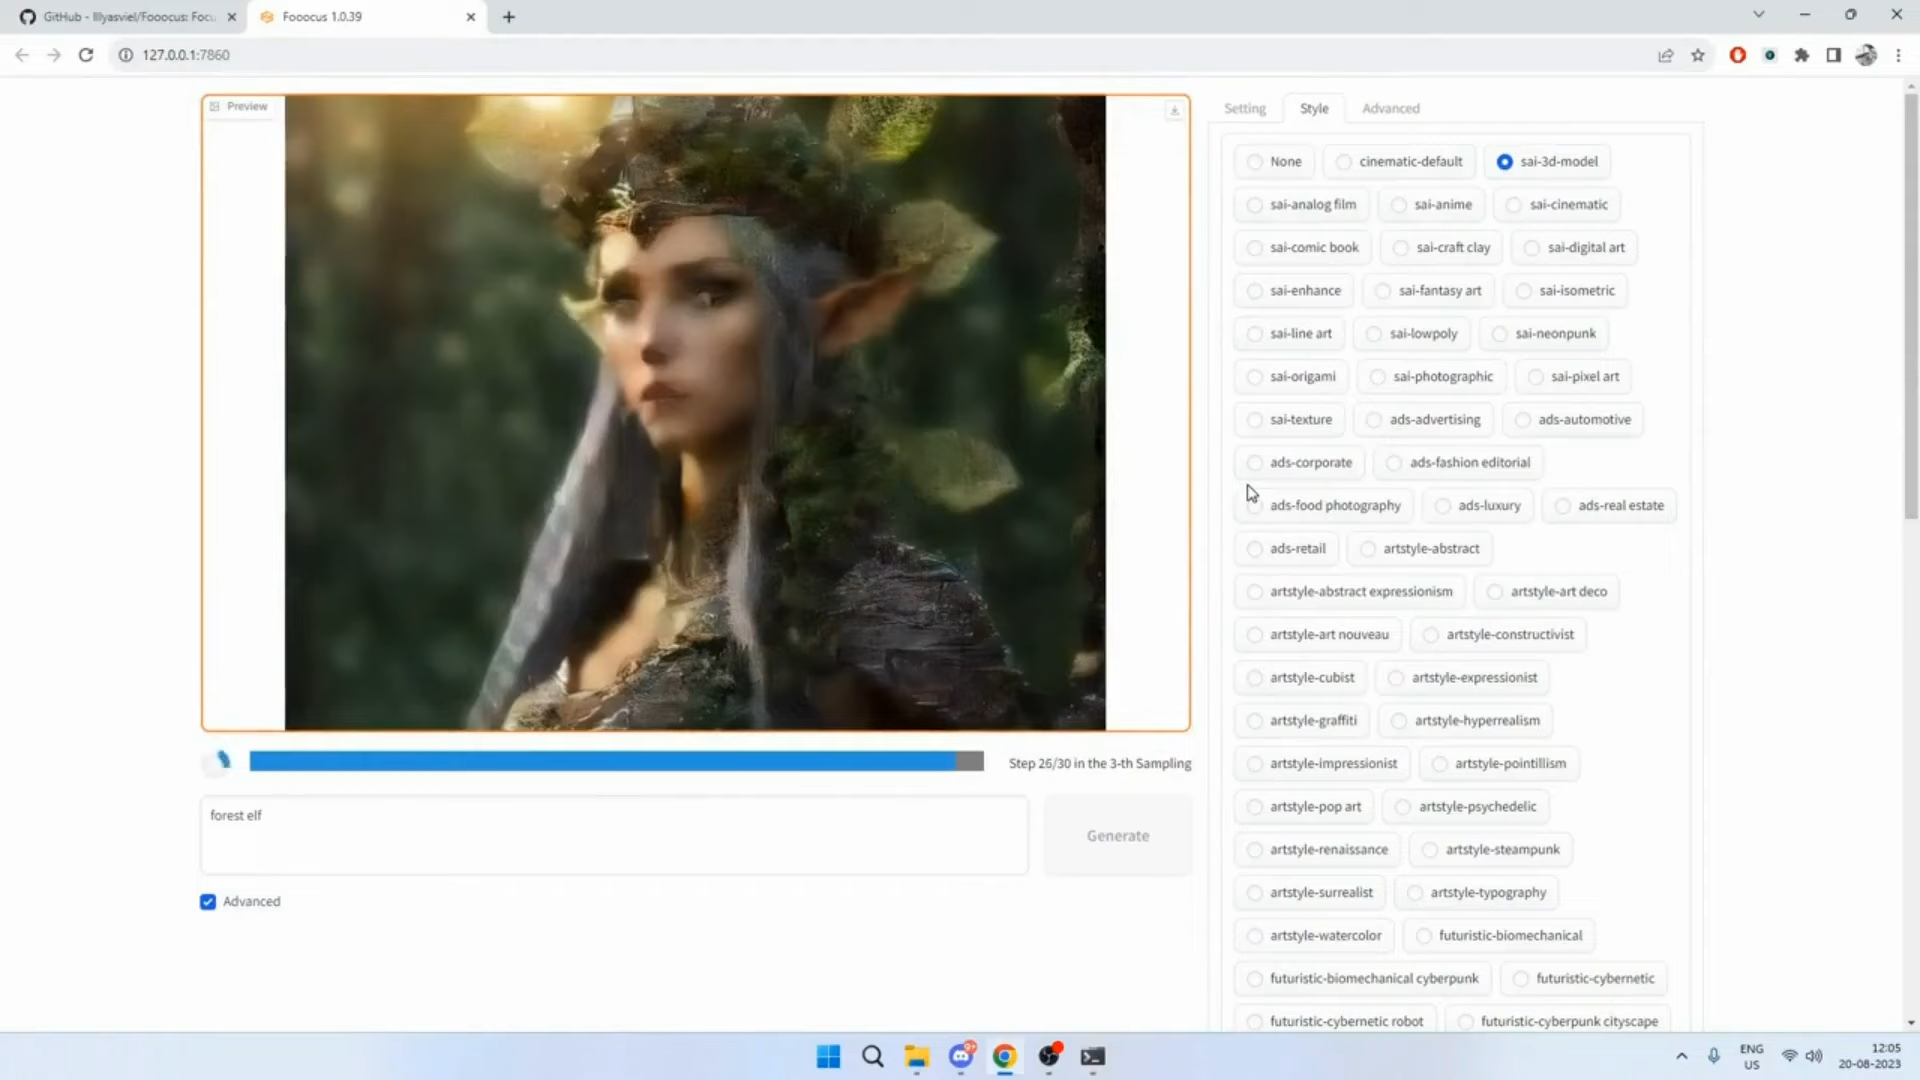 GitHub - lllyasviel/Fooocus: Focu
Fooocus 1.0.39
127.0.0.1:7860
Preview
Setting Style Advanced
None cinematic-default sai-3d-model
sai-analog film sai-anime sai-cinematic
sai-comic book sai-craft clay sai-digital art
sai-enhance sai-fantasy art sai-isometric
sai-line art sai-lowpoly sai-neonpunk
sai-origami sai-photographic sai-pixel art
sai-texture ads-advertising ads-automotive
ads-corporate ads-fashion editorial
ads-food photography ads-luxury ads-real estate
ads-retail artstyle-abstract
artstyle-abstract expressionism artstyle-art deco
artstyle-art nouveau artstyle-constructivist
artstyle-cubist artstyle-expressionist
artstyle-graffiti artstyle-hyperrealism
artstyle-impressionist artstyle-pointillism
artstyle-pop art artstyle-psychedelic
artstyle-renaissance artstyle-steampunk
artstyle-surrealist artstyle-typography
artstyle-watercolor futuristic-biomechanical
futuristic-biomechanical cyberpunk futuristic-cybernetic
futuristic-cybernetic robot futuristic-cyberpunk cityscape
Step 26/30 in the 3-th Sampling
forest elf
Generate
Advanced
9+
ENG
US
12:05
20-08-2023